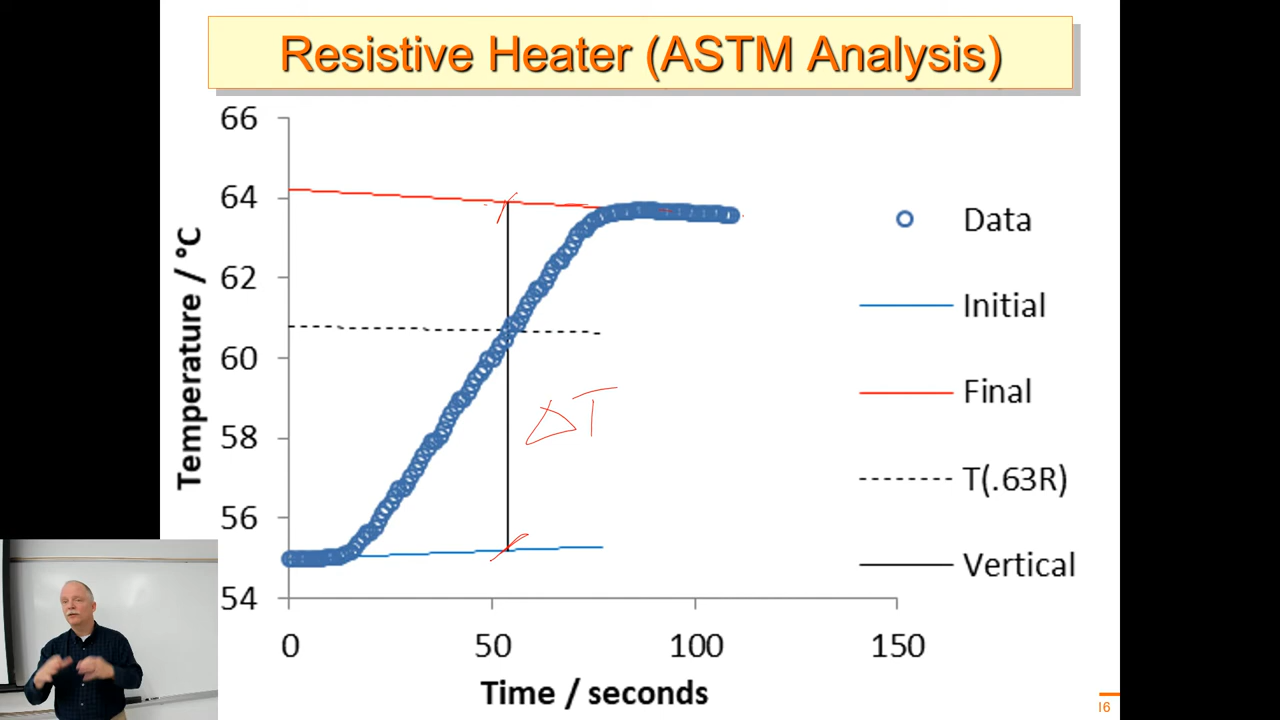 Resistive Heater (ASTM Analysis)
66
64
62
60
58
56
54
Temperature / °C
0
50
100
150
Time / seconds
ΔT
Data
Initial
Final
T(.63R)
Vertical
16